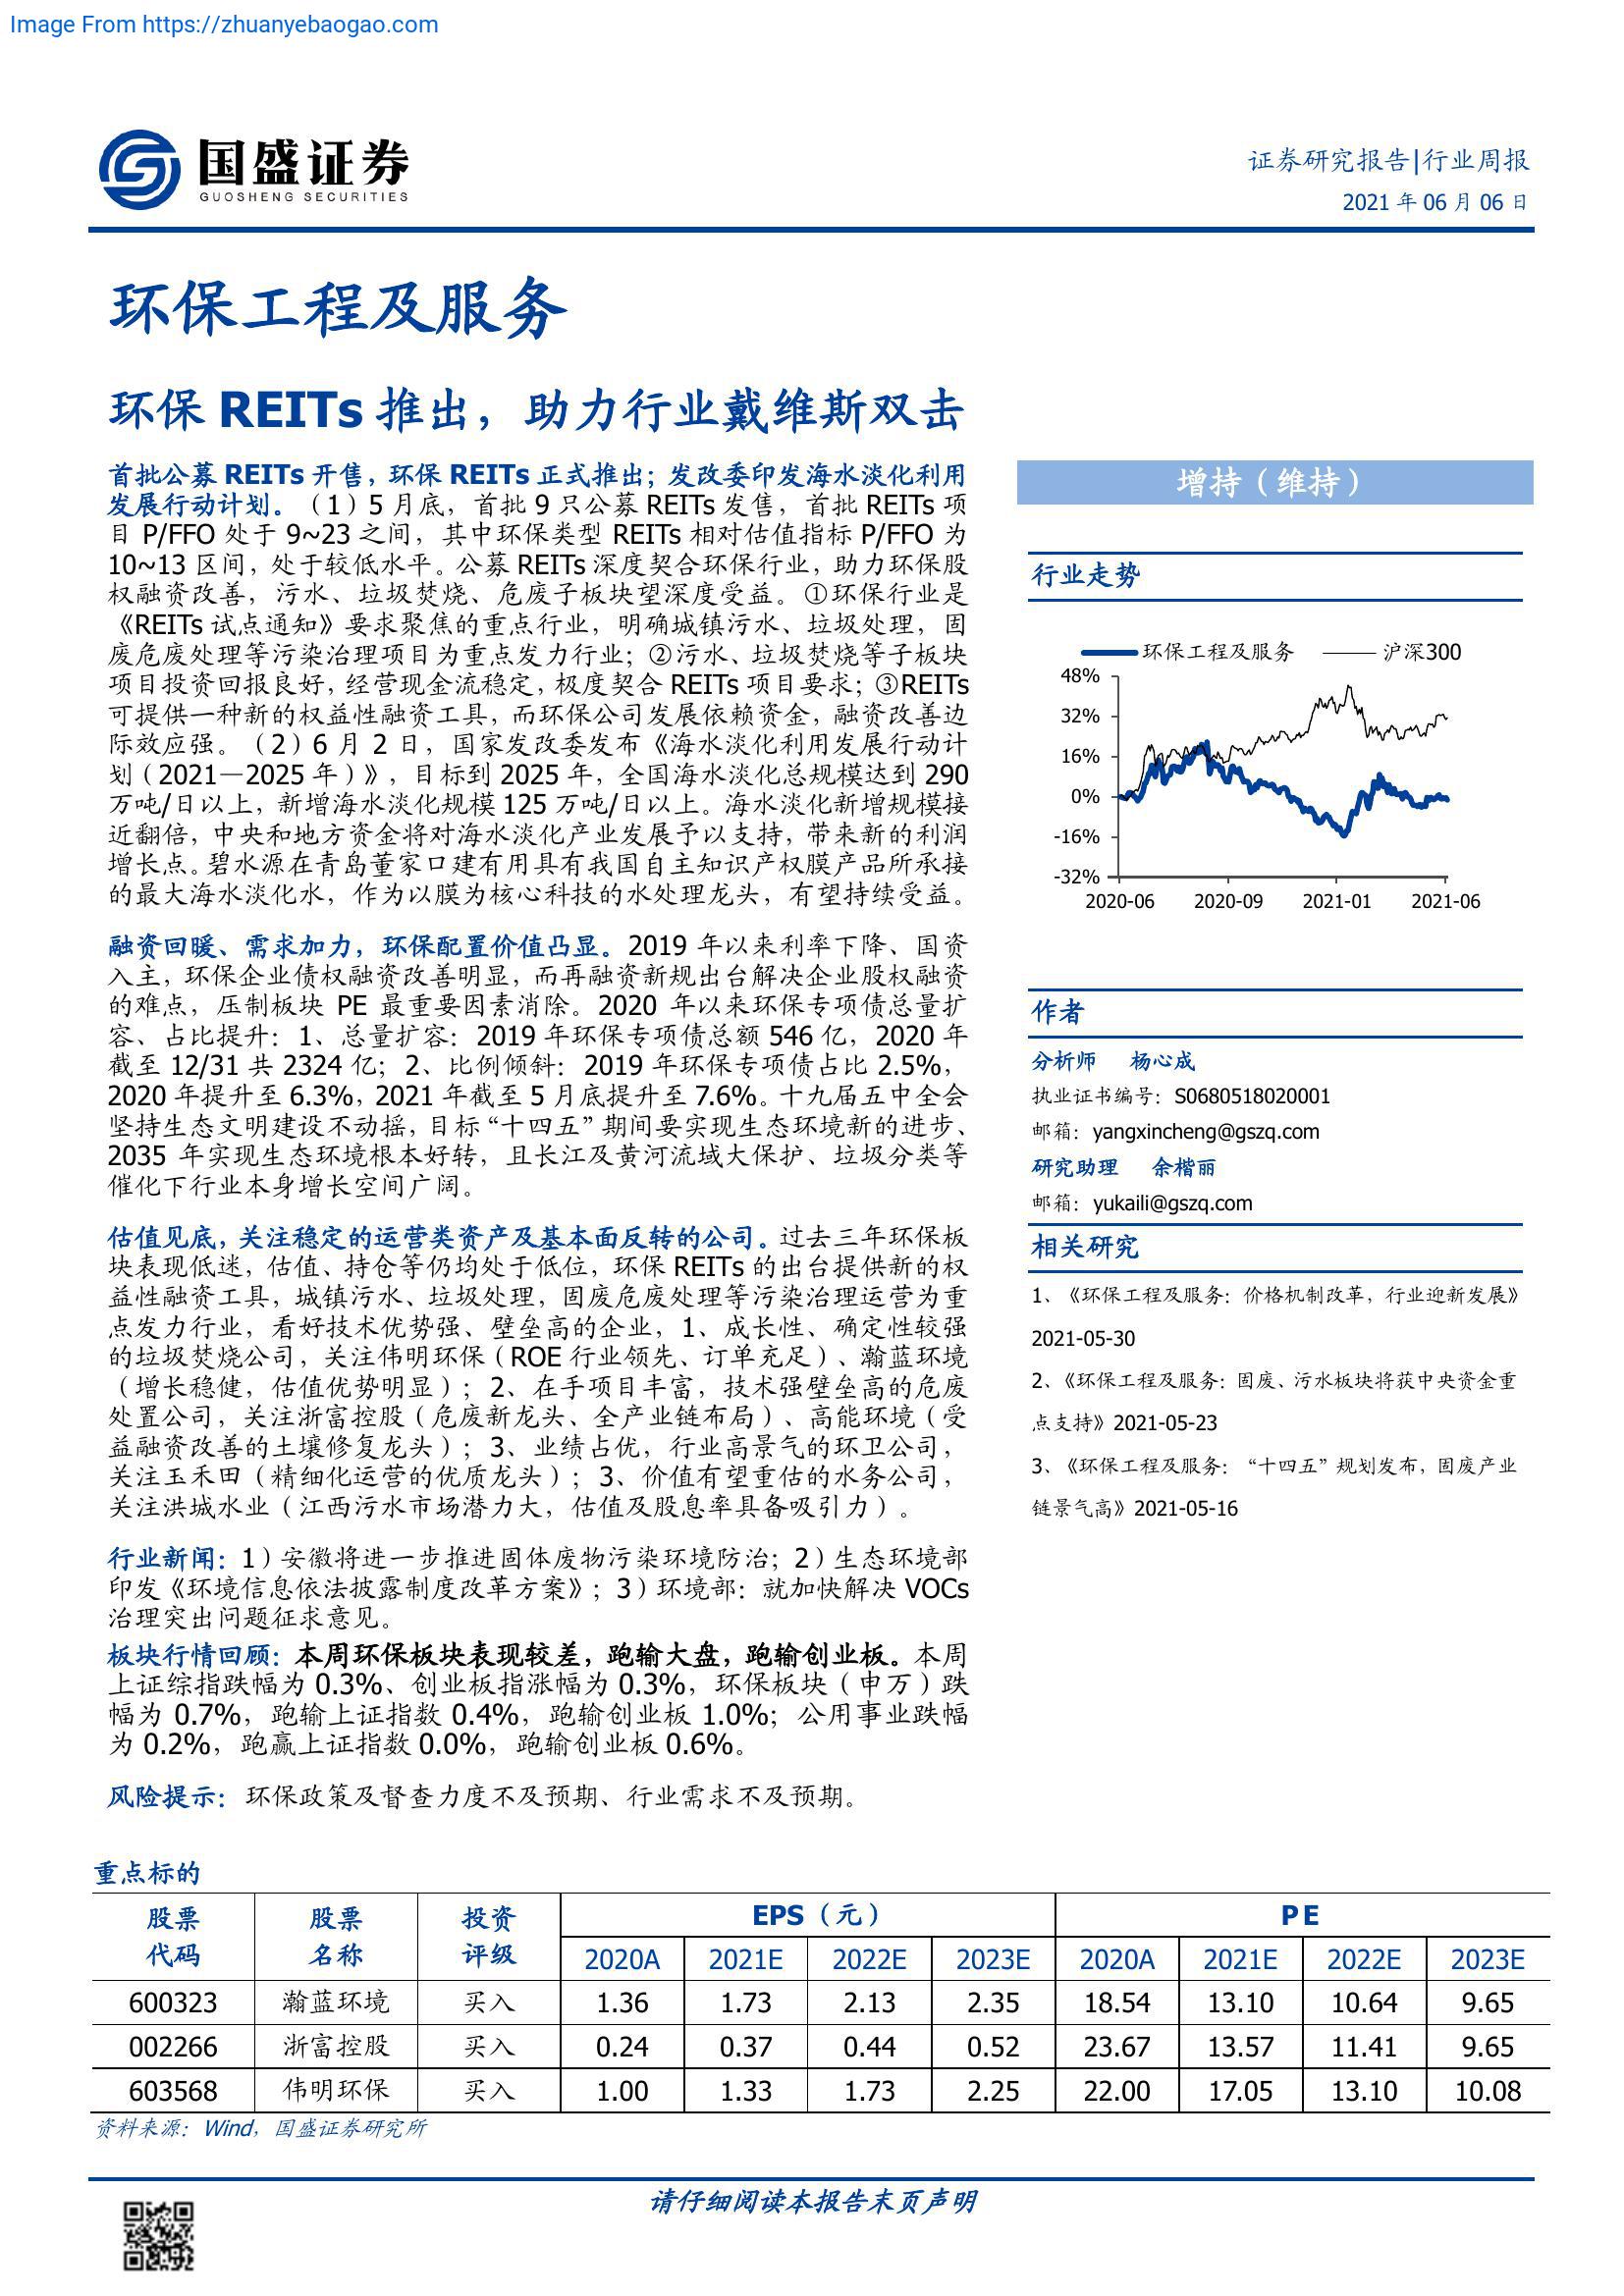 Image From https://zhuanyebaogao.com
国盛证券
GUOSHENG SECURITIES
证券研究报告|行业周报
2021 年 06 月 06 日
环保工程及服务
环保 REITs 推出，助力行业戴维斯双击
首批公募 REITs 开售，环保 REITs 正式推出；发改委印发海水淡化利用
发展行动计划。（1）5 月底，首批 9 只公募 REITs 发售，首批 REITs 项
目 P/FFO 处于 9~23 之间，其中环保类型 REITs 相对估值指标 P/FFO 为
10~13 区间，处于较低水平。公募 REITs 深度契合环保行业，助力环保股
权融资改善，污水、垃圾焚烧、危废子板块望深度受益。①环保行业是
《REITs 试点通知》要求聚焦的重点行业，明确城镇污水、垃圾处理，固
废危废处理等污染治理项目为重点发力行业；②污水、垃圾焚烧等子板块
项目投资回报良好，经营现金流稳定，极度契合 REITs 项目要求；③REITs
可提供一种新的权益性融资工具，而环保公司发展依赖资金，融资改善边
际效应强。（2）6 月 2 日，国家发改委发布《海水淡化利用发展行动计
划（2021—2025 年）》，目标到 2025 年，全国海水淡化总规模达到 290
万吨/日以上，新增海水淡化规模 125 万吨/日以上。海水淡化新增规模接
近翻倍，中央和地方资金将对海水淡化产业发展予以支持，带来新的利润
增长点。碧水源在青岛董家口建有用具有我国自主知识产权膜产品所承接
的最大海水淡化水，作为以膜为核心科技的水处理龙头，有望持续受益。
融资回暖、需求加力，环保配置价值凸显。2019 年以来利率下降、国资
入主，环保企业债权融资改善明显，而再融资新规出台解决企业股权融资
的难点，压制板块 PE 最重要因素消除。2020 年以来环保专项债总量扩
容、占比提升：1、总量扩容：2019 年环保专项债总额 546 亿，2020 年
截至 12/31 共 2324 亿；2、比例倾斜：2019 年环保专项债占比 2.5%，
2020 年提升至 6.3%，2021 年截至 5 月底提升至 7.6%。十九届五中全会
坚持生态文明建设不动摇，目标“十四五”期间要实现生态环境新的进步、
2035 年实现生态环境根本好转，且长江及黄河流域大保护、垃圾分类等
催化下行业本身增长空间广阔。
估值见底，关注稳定的运营类资产及基本面反转的公司。过去三年环保板
块表现低迷，估值、持仓等仍均处于低位，环保 REITs 的出台提供新的权
益性融资工具，城镇污水、垃圾处理，固废危废处理等污染治理运营为重
点发力行业，看好技术优势强、壁垒高的企业，1、成长性、确定性较强
的垃圾焚烧公司，关注伟明环保（ROE 行业领先、订单充足）、瀚蓝环境
（增长稳健，估值优势明显）；2、在手项目丰富，技术强壁垒高的危废
处置公司，关注浙富控股（危废新龙头、全产业链布局）、高能环境（受
益融资改善的土壤修复龙头）；3、业绩占优，行业高景气的环卫公司，
关注玉禾田（精细化运营的优质龙头）；3、价值有望重估的水务公司，
关注洪城水业（江西污水市场潜力大，估值及股息率具备吸引力）。
行业新闻：1）安徽将进一步推进固体废物污染环境防治；2）生态环境部
印发《环境信息依法披露制度改革方案》；3）环境部：就加快解决 VOCs
治理突出问题征求意见。
板块行情回顾：本周环保板块表现较差，跑输大盘，跑输创业板。本周
上证综指跌幅为 0.3%、创业板指涨幅为 0.3%，环保板块（申万）跌
幅为 0.7%，跑输上证指数 0.4%，跑输创业板 1.0%；公用事业跌幅
为 0.2%，跑赢上证指数 0.0%，跑输创业板 0.6%。
风险提示：环保政策及督查力度不及预期、行业需求不及预期。
增持（维持）
行业走势
环保工程及服务 沪深300
48%
32%
16%
0%
-16%
-32%
2020-06 2020-09 2021-01 2021-06
作者
分析师 杨心成
执业证书编号：S0680518020001
邮箱：yangxincheng@gszq.com
研究助理 余楷丽
邮箱：yukaili@gszq.com
相关研究
1、《环保工程及服务：价格机制改革，行业迎新发展》
2021-05-30
2、《环保工程及服务：固废、污水板块将获中央资金重
点支持》2021-05-23
3、《环保工程及服务：“十四五”规划发布，固废产业
链景气高》2021-05-16
重点标的
股票 股票 投资 EPS（元） PE
代码 名称 评级 2020A 2021E 2022E 2023E 2020A 2021E 2022E 2023E
600323 瀚蓝环境 买入 1.36 1.73 2.13 2.35 18.54 13.10 10.64 9.65
002266 浙富控股 买入 0.24 0.37 0.44 0.52 23.67 13.57 11.41 9.65
603568 伟明环保 买入 1.00 1.33 1.73 2.25 22.00 17.05 13.10 10.08
资料来源：Wind，国盛证券研究所
请仔细阅读本报告末页声明